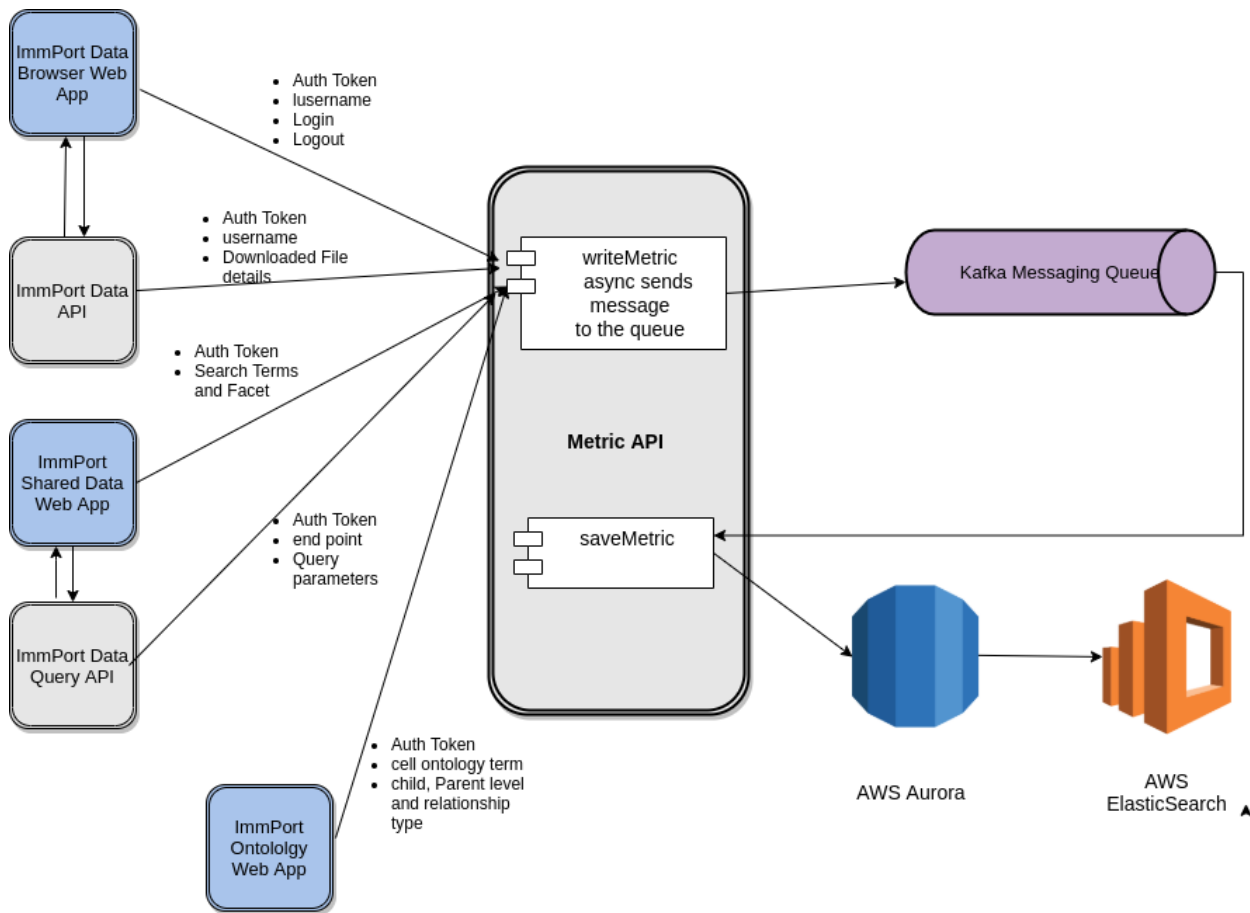 ImmPort Data
Browser Web
App
• Auth Token
• lusername
• Login
• Logout
• Auth Token
• username
• Downloaded File
details
ImmPort Data
API
writeMetric
async sends
message
to the queue
Kafka Messaging Queue
• Auth Token
• Search Terms
and Facet
Metric API
ImmPort
Shared Data
Web App
• Auth Token
• end point
• Query
parameters
saveMetric
ImmPort Data
Query API
• Auth Token
• cell ontology term
• child, Parent level
and relationship
type
AWS Aurora
AWS
ElasticSearch
ImmPort
Ontololgy
Web App